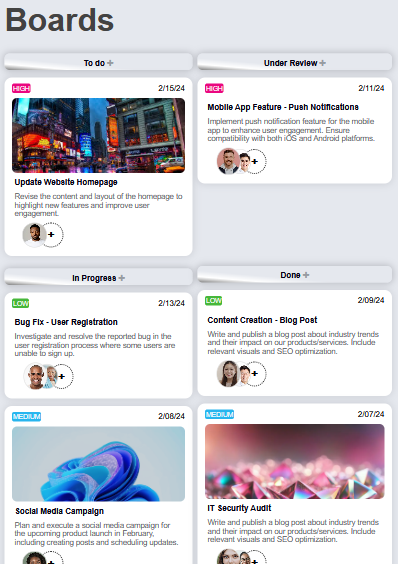 Boards
To do +
HIGH 2/15/24
Update Website Homepage
Revise the content and layout of the homepage to
highlight new features and improve user
engagement.
+
Under Review +
HIGH 2/11/24
Mobile App Feature - Push Notifications
Implement push notification feature for the mobile
app to enhance user engagement. Ensure
compatibility with both iOS and Android platforms.
+
In Progress +
LOW 2/13/24
Bug Fix - User Registration
Investigate and resolve the reported bug in the
user registration process where some users are
unable to sign up.
+
MEDIUM 2/08/24
Social Media Campaign
Plan and execute a social media campaign for
the upcoming product launch in February,
including creating posts and scheduling updates.
+
Done +
LOW 2/09/24
Content Creation - Blog Post
Write and publish a blog post about industry trends
and their impact on our products/services. Include
relevant visuals and SEO optimization.
+
MEDIUM 2/07/24
IT Security Audit
Write and publish a blog post about industry trends
and their impact on our products/services. Include
relevant visuals and SEO optimization.
+